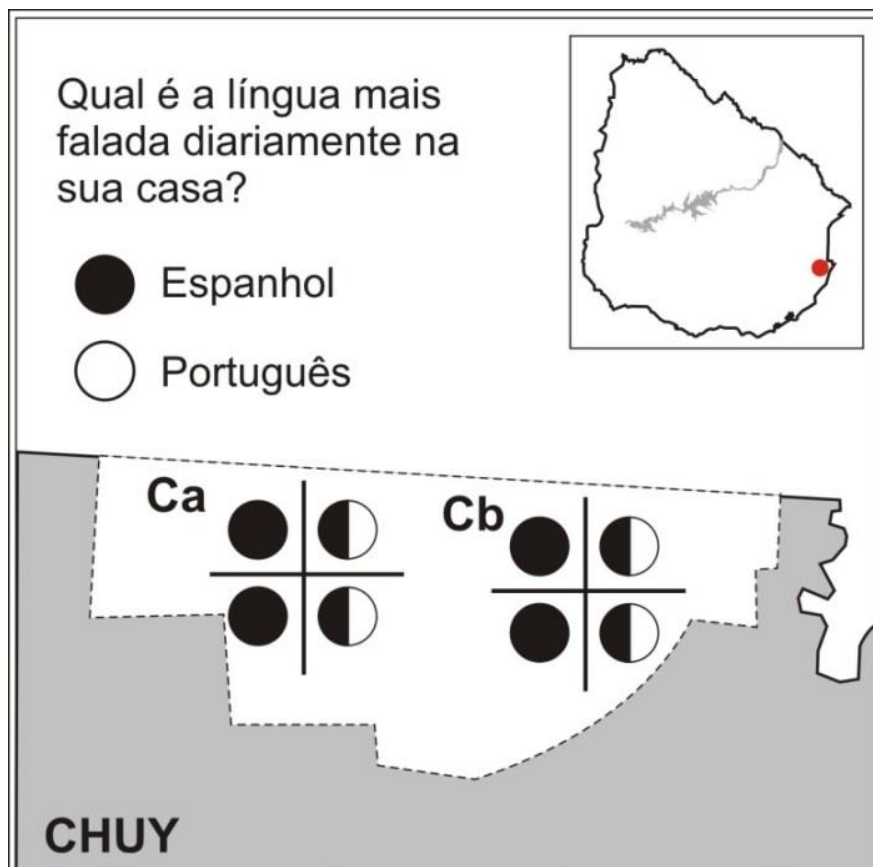 Qual é a língua mais
falada diariamente na
sua casa?
Espanhol
Português
Ca
Cb
CHUY